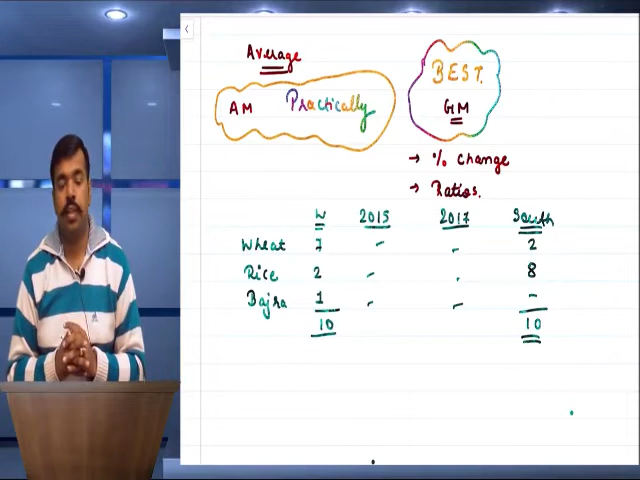 Average
BEST.
AM Practically
GM
→ % Change
→ Ratios.
W 2015 2017 South
Wheat 7 - - 2
Rice 2 - - 8
Bajra 1 - - -
10 10